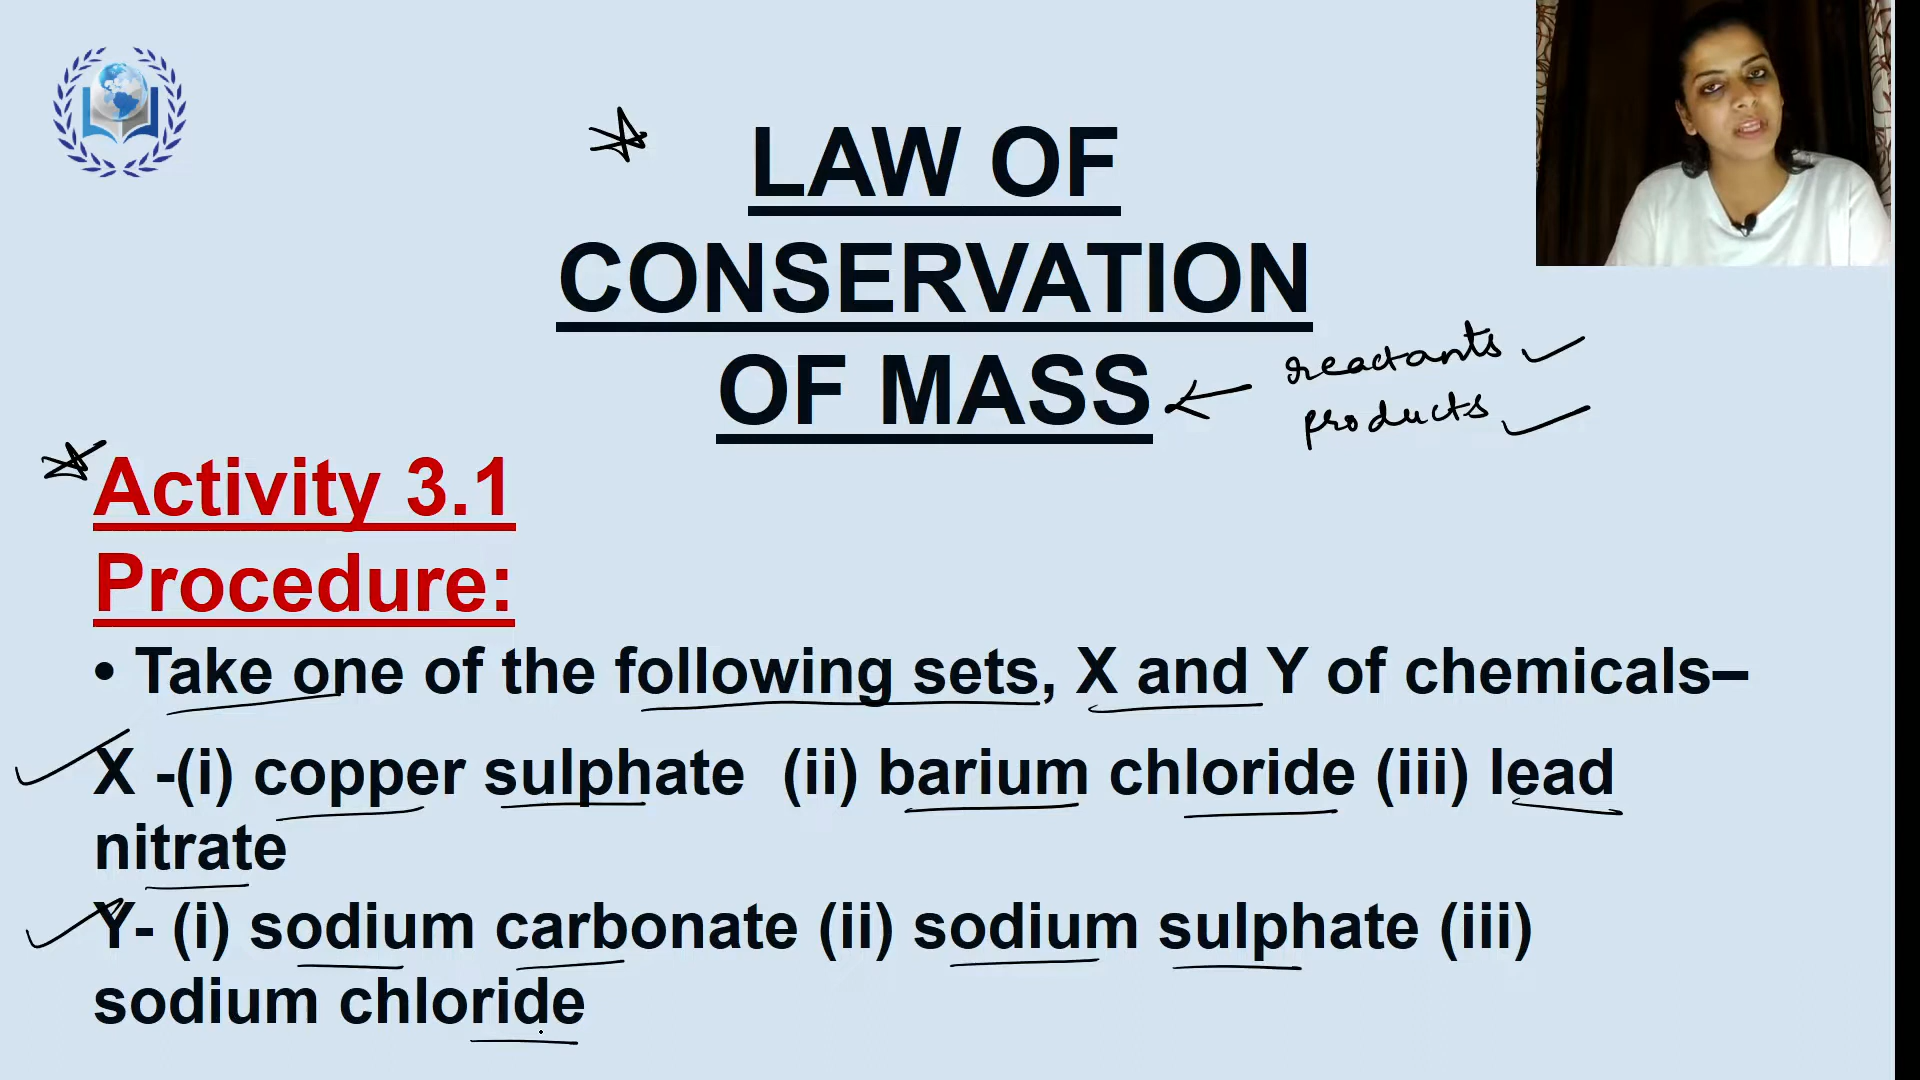 LAW OF
CONSERVATION
OF MASS
reactants
products
Activity 3.1
Procedure:
• Take one of the following sets, X and Y of chemicals–
X -(i) copper sulphate (ii) barium chloride (iii) lead
nitrate
Y- (i) sodium carbonate (ii) sodium sulphate (iii)
sodium chloride